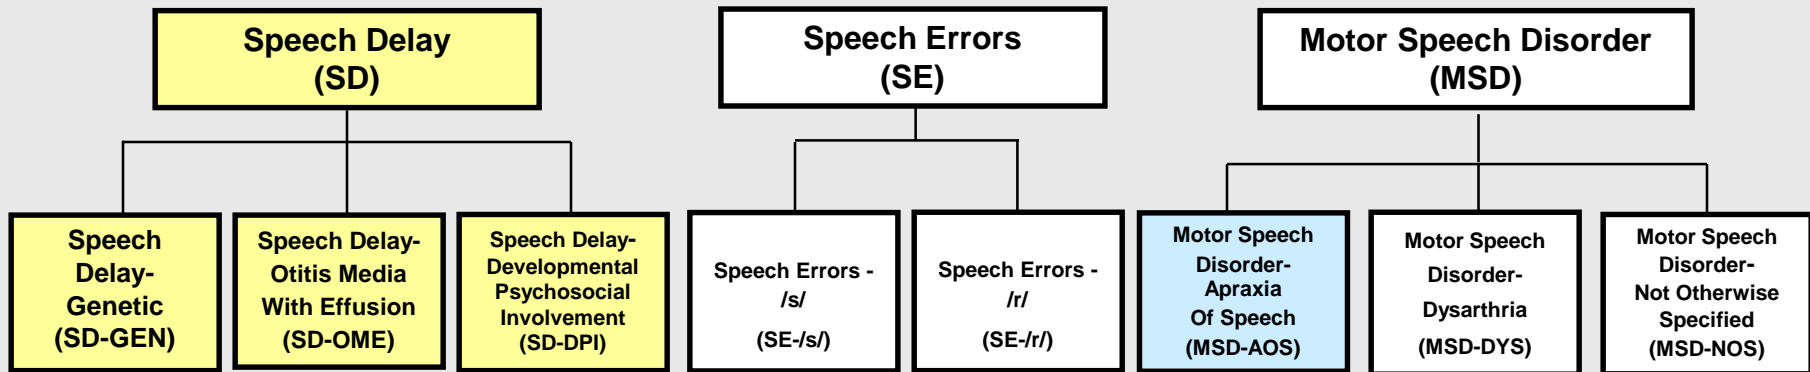 Speech Delay
(SD)
Speech Errors
(SE)
Motor Speech Disorder
(MSD)
Speech
Delay-
Genetic
(SD-GEN)
Speech Delay-
Otitis Media
With Effusion
(SD-OME)
Speech Delay-
Developmental
Psychosocial
Involvement
(SD-DPI)
Speech Errors -
/s/
(SE-/s/)
Speech Errors -
/r/
(SE-/r/)
Motor Speech
Disorder-
Apraxia
Of Speech
(MSD-AOS)
Motor Speech
Disorder-
Dysarthria
(MSD-DYS)
Motor Speech
Disorder-
Not Otherwise
Specified
(MSD-NOS)